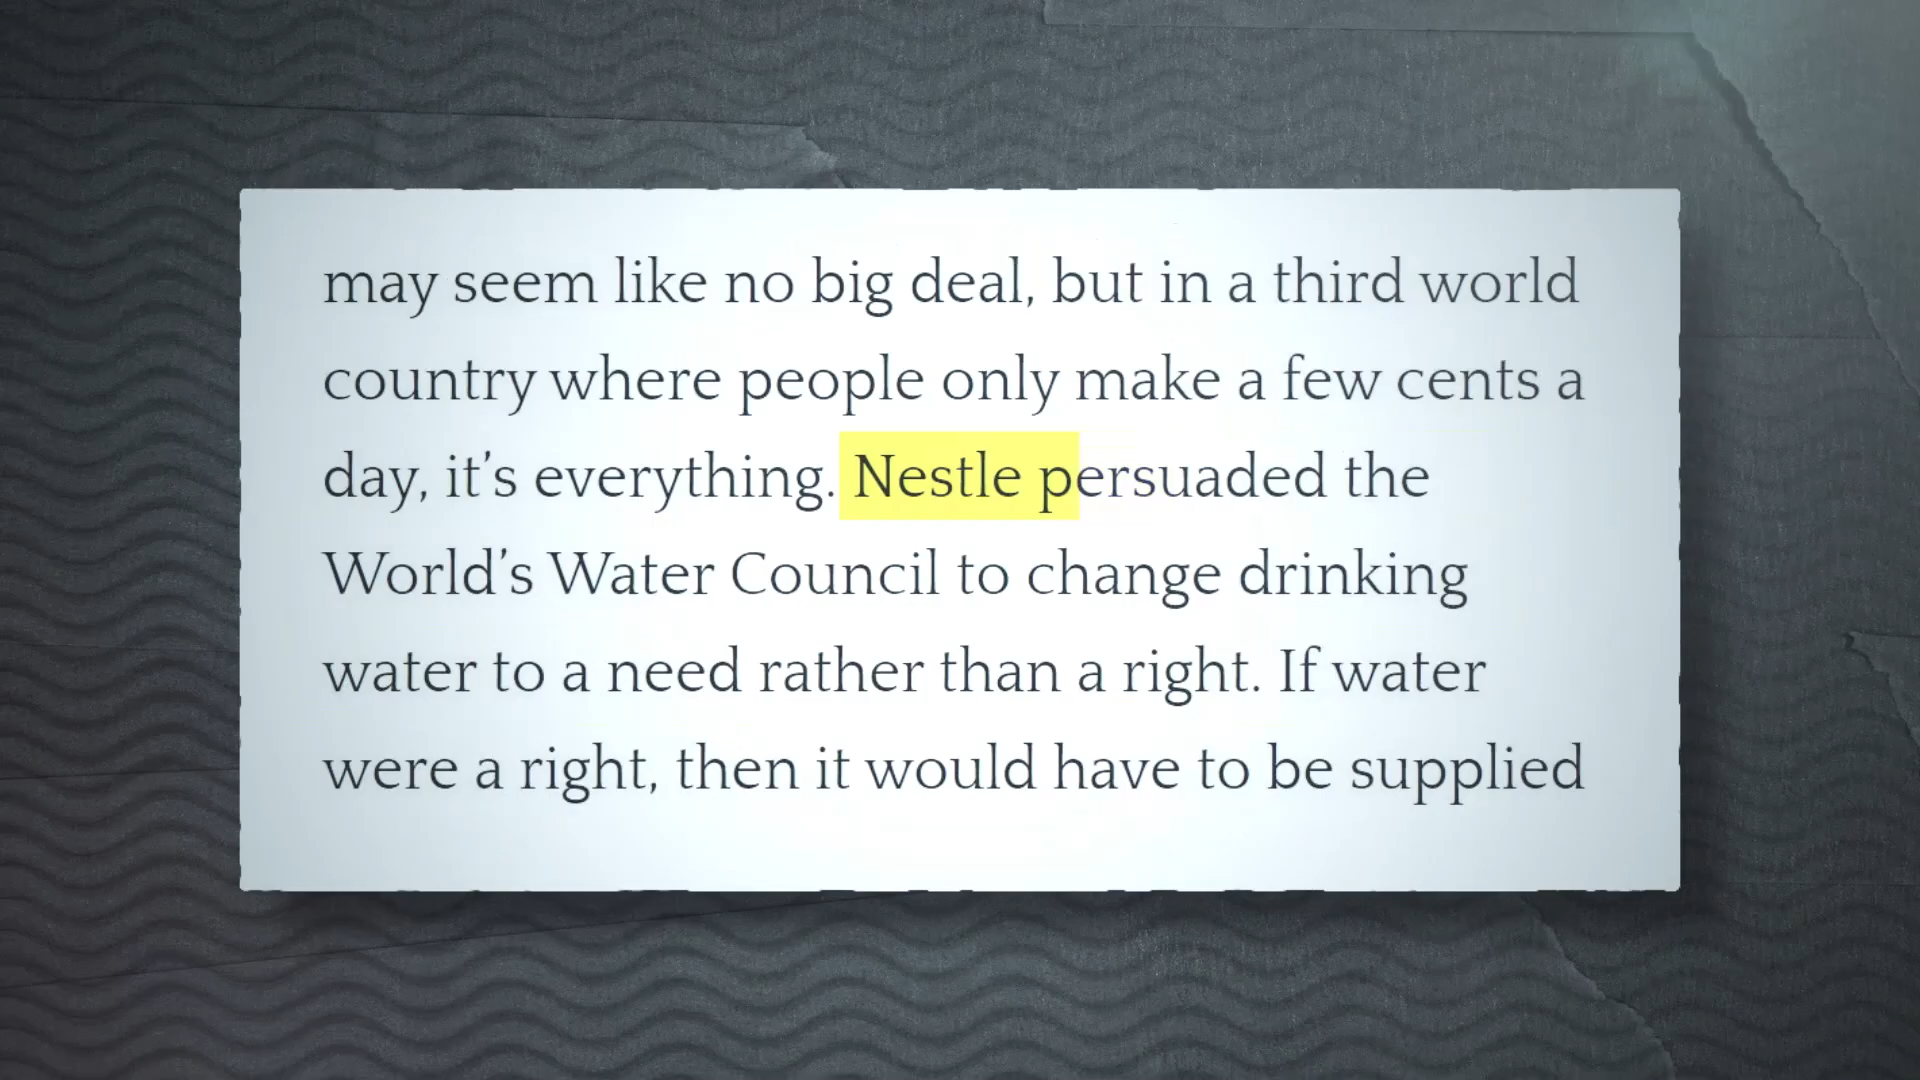 may seem like no big deal, but in a third world
country where people only make a few cents a
day, it’s everything. Nestle persuaded the
World’s Water Council to change drinking
water to a need rather than a right. If water
were a right, then it would have to be supplied